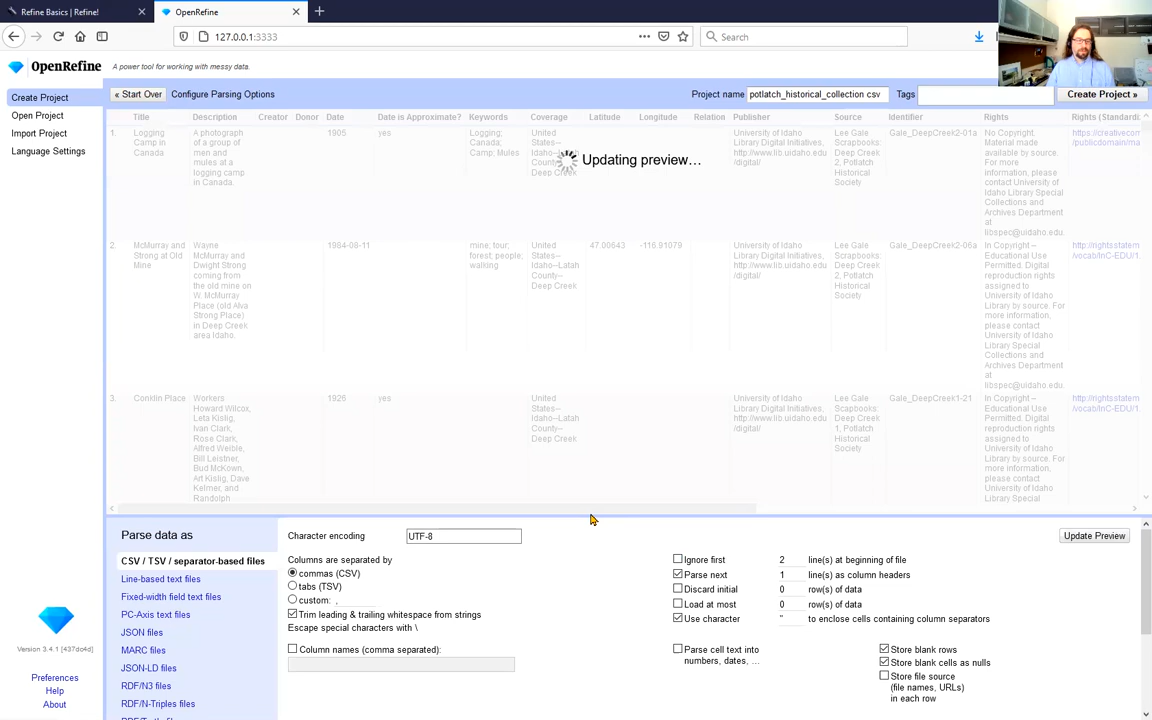 Refine Basics | Refine!
OpenRefine
127.0.0.1:3333
Search
OpenRefine
A power tool for working with messy data.
Create Project
Open Project
Import Project
Language Settings
« Start Over
Configure Parsing Options
Project name
potlatch_historical_collection csv
Tags
Create Project »
Title Description Creator Donor Date Date is Approximate? Keywords Coverage Latitude Longitude Relation Publisher Source Identifier Rights Rights (Standardi
Updating preview…
1.
Logging
Camp in
Canada
A photograph
of a group of
men and
mules at a
logging camp
in Canada.
1905
yes
Logging;
Canada;
Camp; Mules
United
States--
Idaho--Latah
County--
Deep Creek
University of Idaho
Library Digital Initiatives,
http://www.lib.uidaho.edu
/digital/
Lee Gale
Scrapbooks:
Deep Creek
2, Potlatch
Historical
Society
Gale_DeepCreek2-01a
No Copyright.
Material made
available by
source. For
more
information,
please
contact
University of
Idaho Library
Special
Collections and
Archives
Department at
libspec@uidaho.edu.
https://creativecom
/publicdomain/ma
2.
McMurray and
Strong at Old
Mine
Wayne
McMurray and
Dwight Strong
coming from
the old mine on
W. McMurray
Place (old Alva
Strong Place)
in Deep Creek
area Idaho.
1984-08-11
mine; tour;
forest, people;
walking
United
States--
Idaho--Latah
County--
Deep Creek
47.00643
-116.91079
University of Idaho
Library Digital Initiatives,
http://www.lib.uidaho.edu
/digital/
Lee Gale
Scrapbooks:
Deep Creek
2, Potlatch
Historical
Society
Gale_DeepCreek2-06a
In Copyright –
Educational Use
Permitted. Digital
reproduction rights
assigned to
University of Idaho
Library by source. For
more information,
please contact
University of Idaho
Library Special
Collections and
Archives Department
at
libspec@uidaho.edu.
http://rightsstatem
/vocab/InC-EDU/1.
3.
Conklin Place
Workers
Howard Wilcox,
Leta Kislig,
Ivan Clark,
Rose Clark,
Alfred Weible,
Bill Leistner,
Bud McKown,
Art Kislig, Dave
Kelmer, and
Randolph
1926
yes
United
States--
Idaho--Latah
County--
Deep Creek
University of Idaho
Library Digital Initiatives,
http://www.lib.uidaho.edu
/digital/
Lee Gale
Scrapbooks:
Deep Creek
1, Potlatch
Historical
Society
Gale_DeepCreek1-21
In Copyright –
Educational Use
Permitted. Digital
reproduction rights
assigned to
University of Idaho
Library by source. For
more information,
please contact
University of Idaho
Library Special
http://rightsstatem
/vocab/InC-EDU/1.
Parse data as
CSV / TSV / separator-based files
Line-based text files
Fixed-width field text files
PC-Axis text files
JSON files
MARC files
JSON-LD files
RDF/N3 files
RDF/N-Triples files
Character encoding
UTF-8
Update Preview
Columns are separated by
commas (CSV)
tabs (TSV)
custom: ,
Trim leading & trailing whitespace from strings
Escape special characters with \
Column names (comma separated):
Ignore first 2 line(s) at beginning of file
Parse next 1 line(s) as column headers
Discard initial 0 row(s) of data
Load at most 0 row(s) of data
Use character " to enclose cells containing column separators
Parse cell text into
numbers, dates, ...
Store blank rows
Store blank cells as nulls
Store file source
(file names, URLs)
in each row
Version 3.4.1 [437dc4d]
Preferences
Help
About